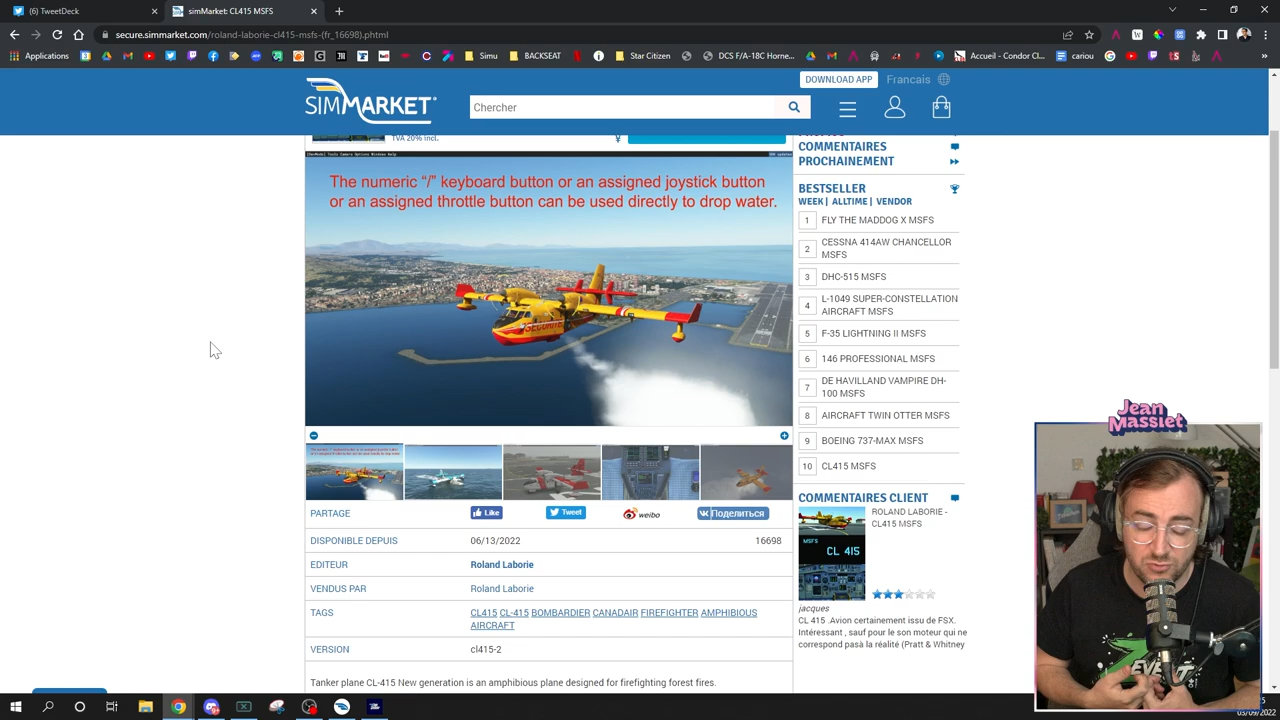 (6) TweetDeck
CL415 MSFS
secure.simmarket.com/roland-laborie-cl415-msfs-(fr_16698).phtml
Applications
Simu
BACKSEAT
Star Citizen
DCS F/A-18C Horne...
Accueil - Condor Cl...
cariou
DOWNLOAD APP
Francais
SIMMARKET
Chercher
TVA 20% incl.
The numeric “/” keyboard button or an assigned joystick button
or an assigned throttle button can be used directly to drop water.
SECURITE
PARTAGE
Like
Tweet
weibo
Поделиться
DISPONIBLE DEPUIS
06/13/2022
16698
EDITEUR
Roland Laborie
VENDUS PAR
Roland Laborie
TAGS
CL415 CL-415 BOMBARDIER CANADAIR FIREFIGHTER AMPHIBIOUS
AIRCRAFT
VERSION
cl415-2
Tanker plane CL-415 New generation is an amphibious plane designed for firefighting forest fires.
COMMENTAIRES
PROCHAINEMENT
BESTSELLER
WEEK | ALLTIME | VENDOR
1 FLY THE MADDOG X MSFS
2 CESSNA 414AW CHANCELLOR
MSFS
3 DHC-515 MSFS
4 L-1049 SUPER-CONSTELLATION
AIRCRAFT MSFS
5 F-35 LIGHTNING II MSFS
6 146 PROFESSIONAL MSFS
7 DE HAVILLAND VAMPIRE DH-
100 MSFS
8 AIRCRAFT TWIN OTTER MSFS
9 BOEING 737-MAX MSFS
10 CL415 MSFS
COMMENTAIRES CLIENT
ROLAND LABORIE -
CL415 MSFS
MSFS
CL 415
jacques
CL 415 .Avion certainement issu de FSX.
Intéressant , sauf pour le son moteur qui ne
correspond pasà la réalité (Pratt & Whitney
Jean
Massiet
ZEVENT
03/09/2022